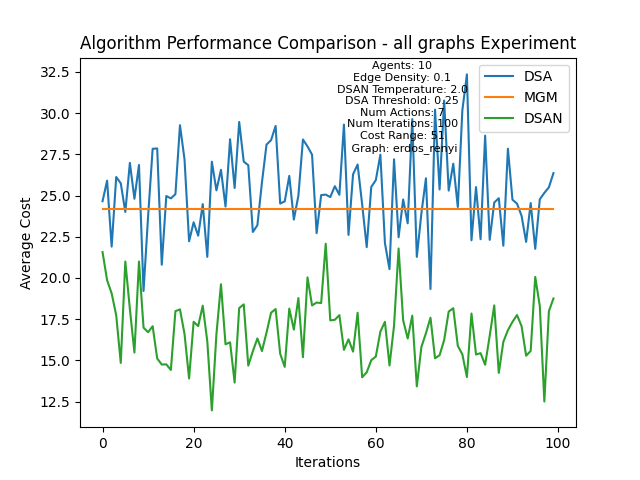 Algorithm Performance Comparison - all graphs Experiment
Agents: 10
Edge Density: 0.1
DSAN Temperature: 2.0
DSA Threshold: 0.25
Num Actions: 7
Num Iterations: 100
Cost Range: 51
Graph: erdos_renyi
DSA
MGM
DSAN
Average Cost
32.5
30.0
27.5
25.0
22.5
20.0
17.5
15.0
12.5
0 20 40 60 80 100
Iterations